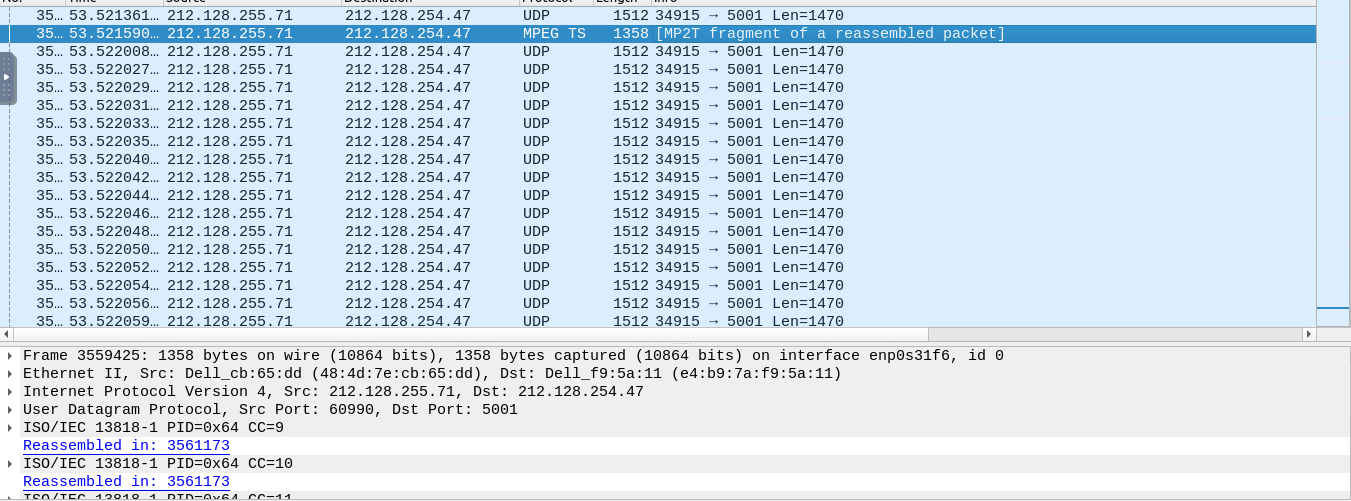 No. Time Source Destination Protocol Length Info
35… 53.521361… 212.128.255.71 212.128.254.47 UDP 1512 34915 → 5001 Len=1470
35… 53.521590… 212.128.255.71 212.128.254.47 MPEG TS 1358 [MP2T fragment of a reassembled packet]
35… 53.522008… 212.128.255.71 212.128.254.47 UDP 1512 34915 → 5001 Len=1470
35… 53.522027… 212.128.255.71 212.128.254.47 UDP 1512 34915 → 5001 Len=1470
35… 53.522029… 212.128.255.71 212.128.254.47 UDP 1512 34915 → 5001 Len=1470
35… 53.522031… 212.128.255.71 212.128.254.47 UDP 1512 34915 → 5001 Len=1470
35… 53.522033… 212.128.255.71 212.128.254.47 UDP 1512 34915 → 5001 Len=1470
35… 53.522035… 212.128.255.71 212.128.254.47 UDP 1512 34915 → 5001 Len=1470
35… 53.522040… 212.128.255.71 212.128.254.47 UDP 1512 34915 → 5001 Len=1470
35… 53.522042… 212.128.255.71 212.128.254.47 UDP 1512 34915 → 5001 Len=1470
35… 53.522044… 212.128.255.71 212.128.254.47 UDP 1512 34915 → 5001 Len=1470
35… 53.522046… 212.128.255.71 212.128.254.47 UDP 1512 34915 → 5001 Len=1470
35… 53.522048… 212.128.255.71 212.128.254.47 UDP 1512 34915 → 5001 Len=1470
35… 53.522050… 212.128.255.71 212.128.254.47 UDP 1512 34915 → 5001 Len=1470
35… 53.522052… 212.128.255.71 212.128.254.47 UDP 1512 34915 → 5001 Len=1470
35… 53.522054… 212.128.255.71 212.128.254.47 UDP 1512 34915 → 5001 Len=1470
35… 53.522056… 212.128.255.71 212.128.254.47 UDP 1512 34915 → 5001 Len=1470
35… 53.522059… 212.128.255.71 212.128.254.47 UDP 1512 34915 → 5001 Len=1470
Frame 3559425: 1358 bytes on wire (10864 bits), 1358 bytes captured (10864 bits) on interface enp0s31f6, id 0
Ethernet II, Src: Dell_cb:65:dd (48:4d:7e:cb:65:dd), Dst: Dell_f9:5a:11 (e4:b9:7a:f9:5a:11)
Internet Protocol Version 4, Src: 212.128.255.71, Dst: 212.128.254.47
User Datagram Protocol, Src Port: 60990, Dst Port: 5001
ISO/IEC 13818-1 PID=0x64 CC=9
Reassembled in: 3561173
ISO/IEC 13818-1 PID=0x64 CC=10
Reassembled in: 3561173
ISO/IEC 13818-1 PID=0x64 CC=11